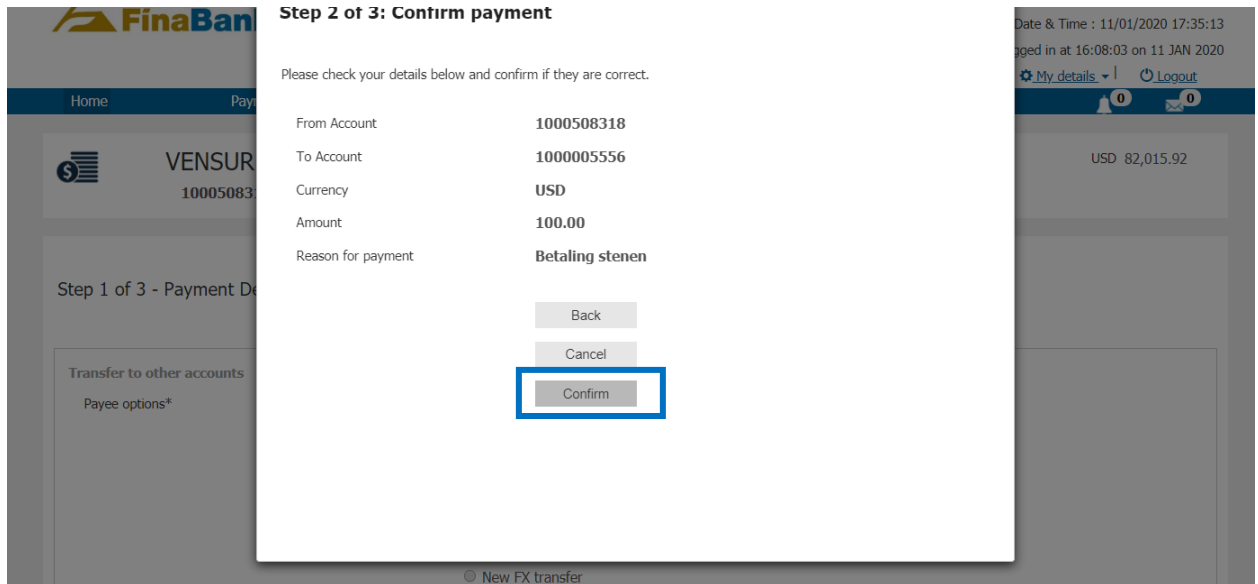 FinaBan
Step 2 of 3: Confirm payment
Date & Time : 11/01/2020 17:35:13
gged in at 16:08:03 on 11 JAN 2020
Please check your details below and confirm if they are correct.
My details Logout
Home Pay 0 0
From Account 1000508318
To Account 1000005556
VENSUR USD 82,015.92
10005083
Currency USD
Amount 100.00
Reason for payment Betaling stenen
Step 1 of 3 - Payment De
Back
Cancel
Transfer to other accounts
Confirm
Payee options*
New FX transfer